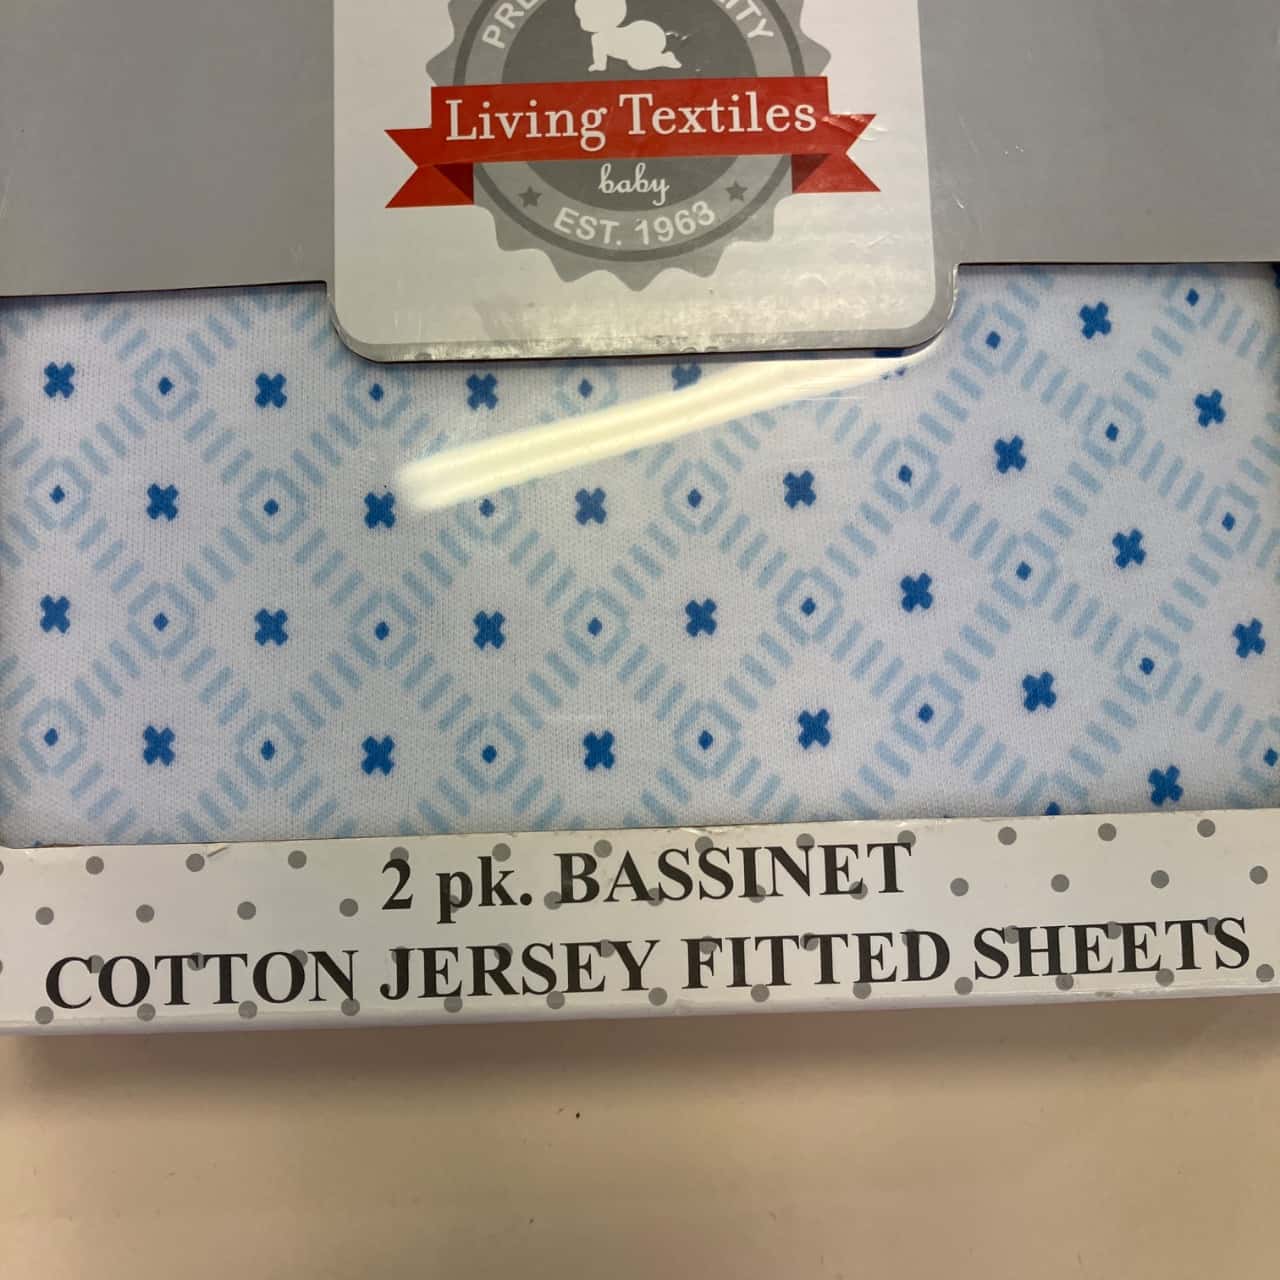 Living Textiles
baby
EST. 1963
2 pk. BASSINET
COTTON JERSEY FITTED SHEETS